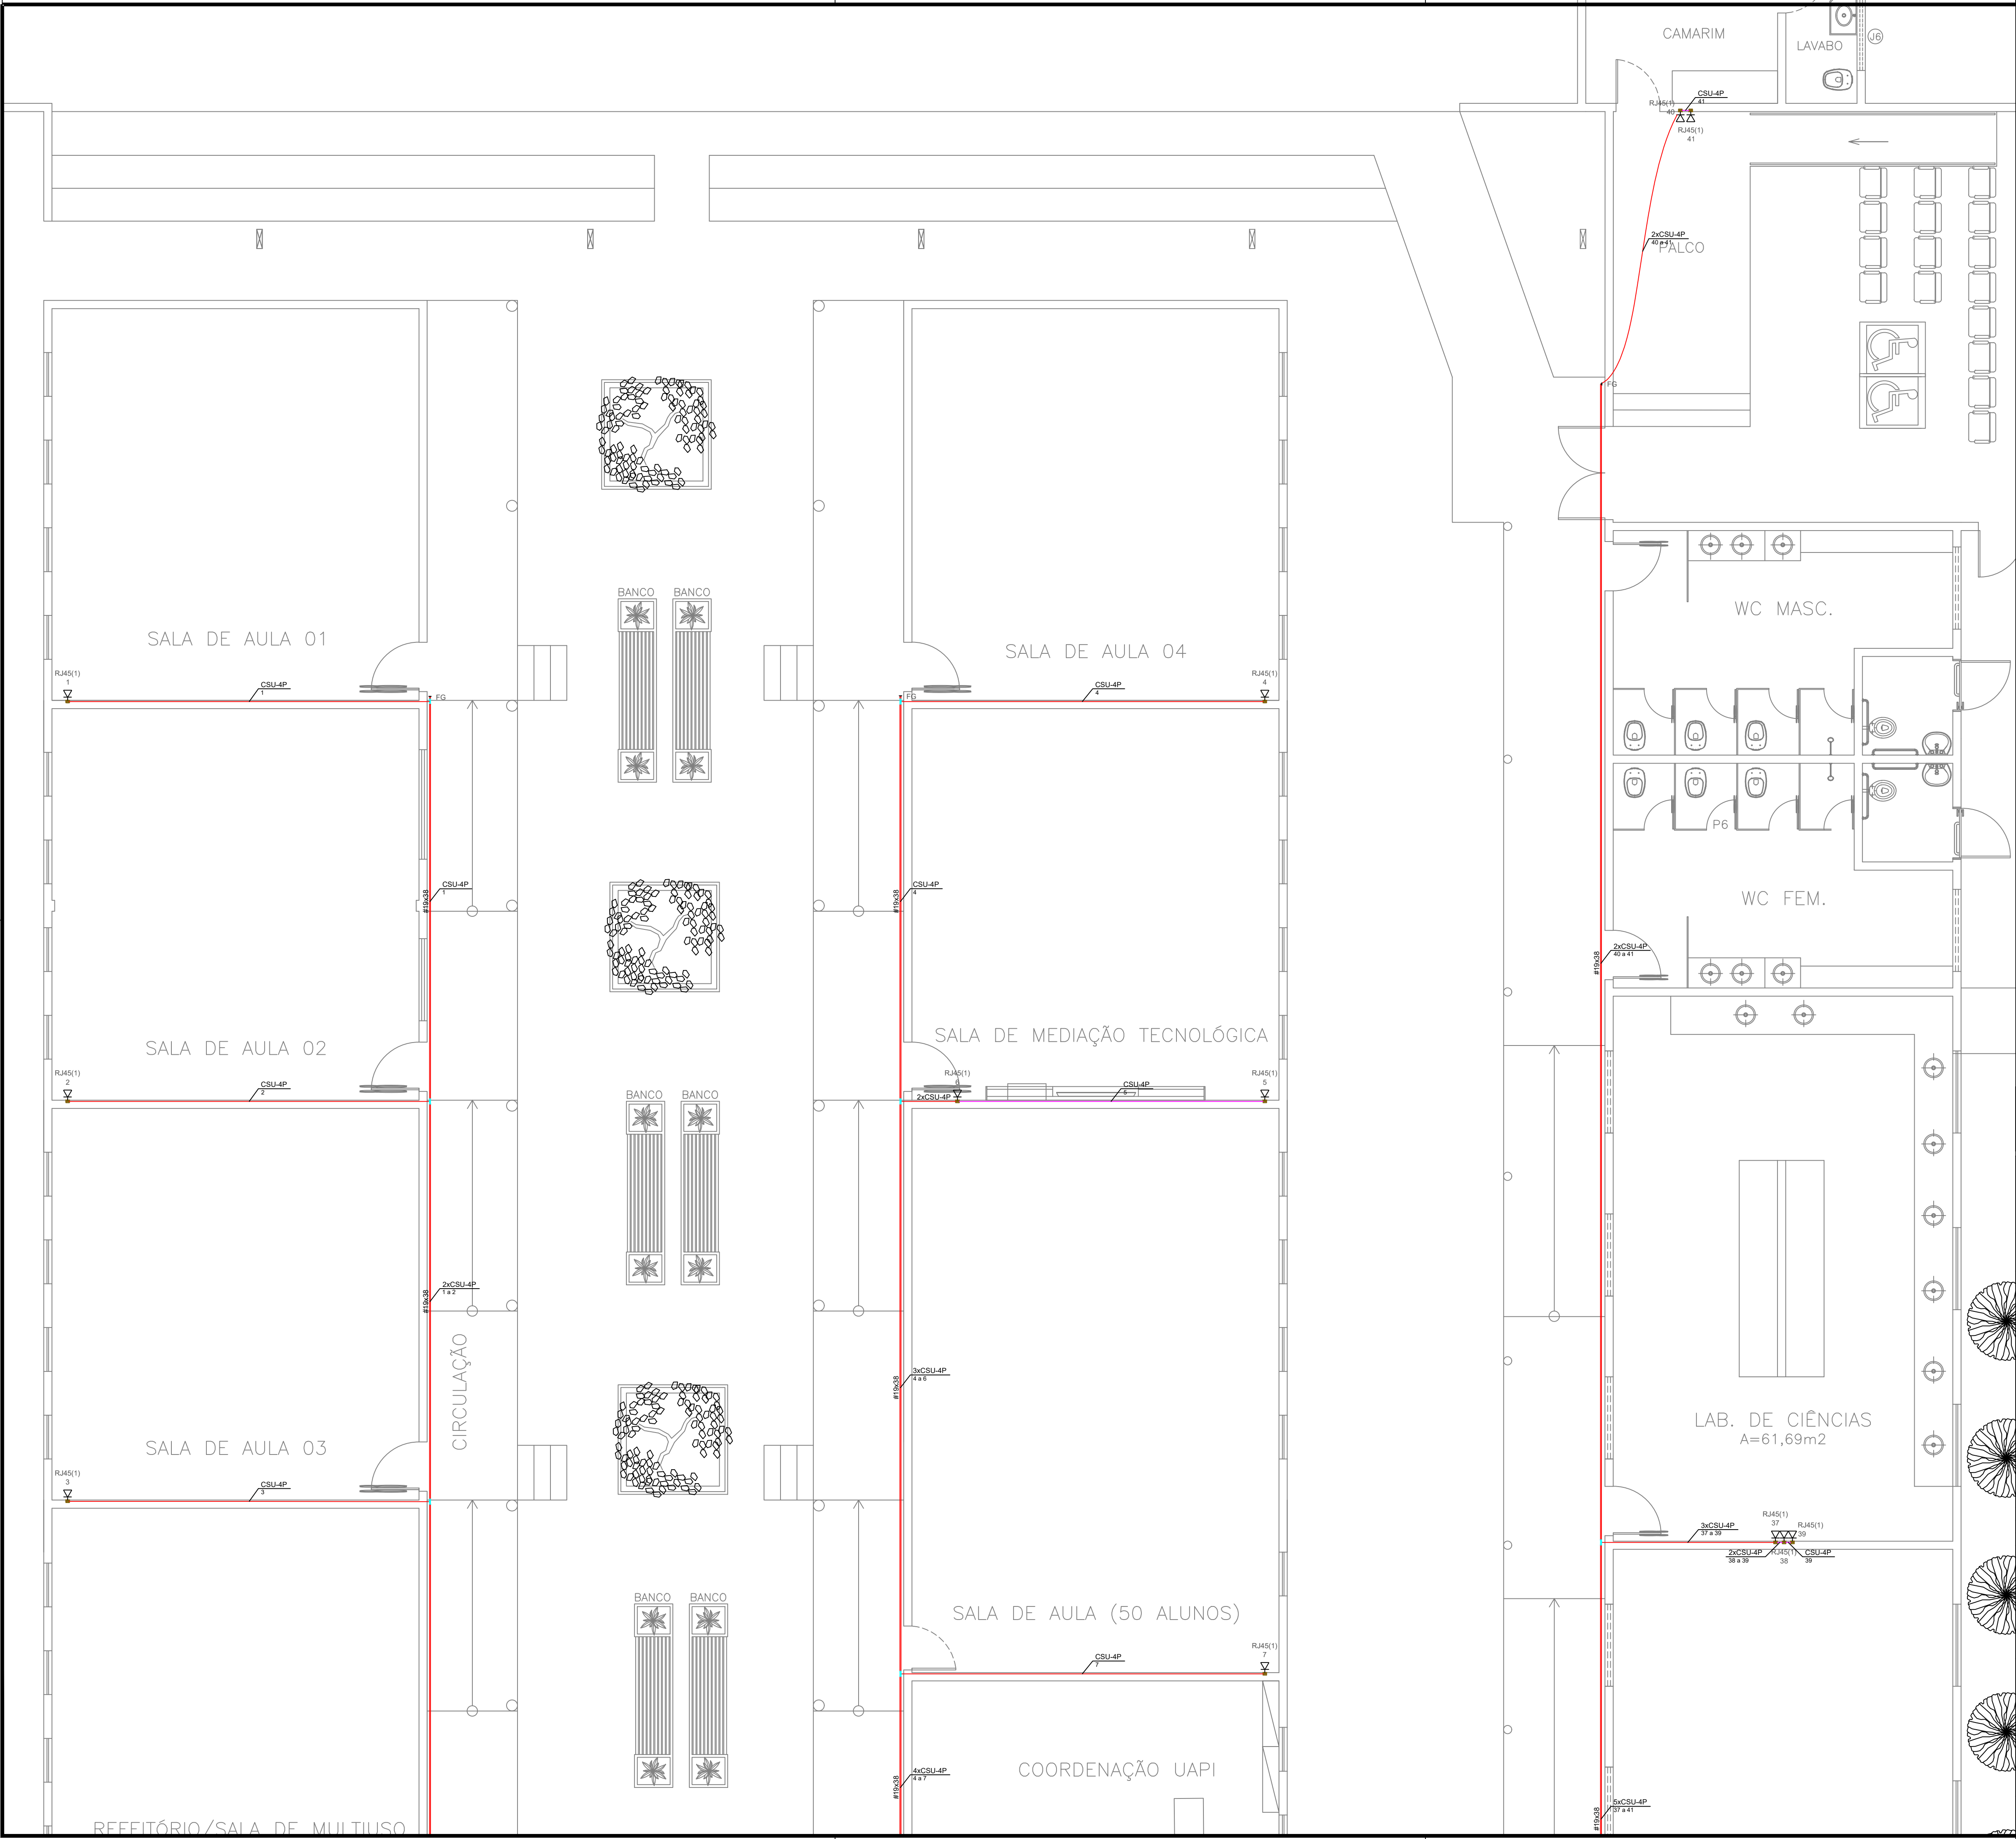 CAMARIM
LAVABO
J6
CSU-4P
41
RJ45(1)
40
RJ45(1)
41
2xCSU-4P
40 a 41
PALCO
FG
BANCO
BANCO
WC MASC.
SALA DE AULA 01
SALA DE AULA 04
RJ45(1)
1
CSU-4P
1
FG
FG
CSU-4P
4
RJ45(1)
4
P6
#19x38
CSU-4P
1
#19x38
CSU-4P
4
WC FEM.
#19x38
2xCSU-4P
40 a 41
SALA DE AULA 02
SALA DE MEDIAÇÃO TECNOLÓGICA
RJ45(1)
2
CSU-4P
2
BANCO
BANCO
RJ45(1)
6
2xCSU-4P
CSU-4P
5
RJ45(1)
5
#19x38
2xCSU-4P
1 a 2
CIRCULAÇÃO
#19x38
3xCSU-4P
4 a 6
LAB. DE CIÊNCIAS
A=61,69m2
SALA DE AULA 03
RJ45(1)
3
CSU-4P
3
3xCSU-4P
37 a 39
RJ45(1)
37
RJ45(1)
39
2xCSU-4P
38 a 39
RJ45(1)
38
CSU-4P
39
BANCO
BANCO
SALA DE AULA (50 ALUNOS)
CSU-4P
7
RJ45(1)
7
COORDENAÇÃO UAPI
#19x38
4xCSU-4P
4 a 7
#19x38
5xCSU-4P
37 a 41
REFEITÓRIO/SALA DE MULTIUSO